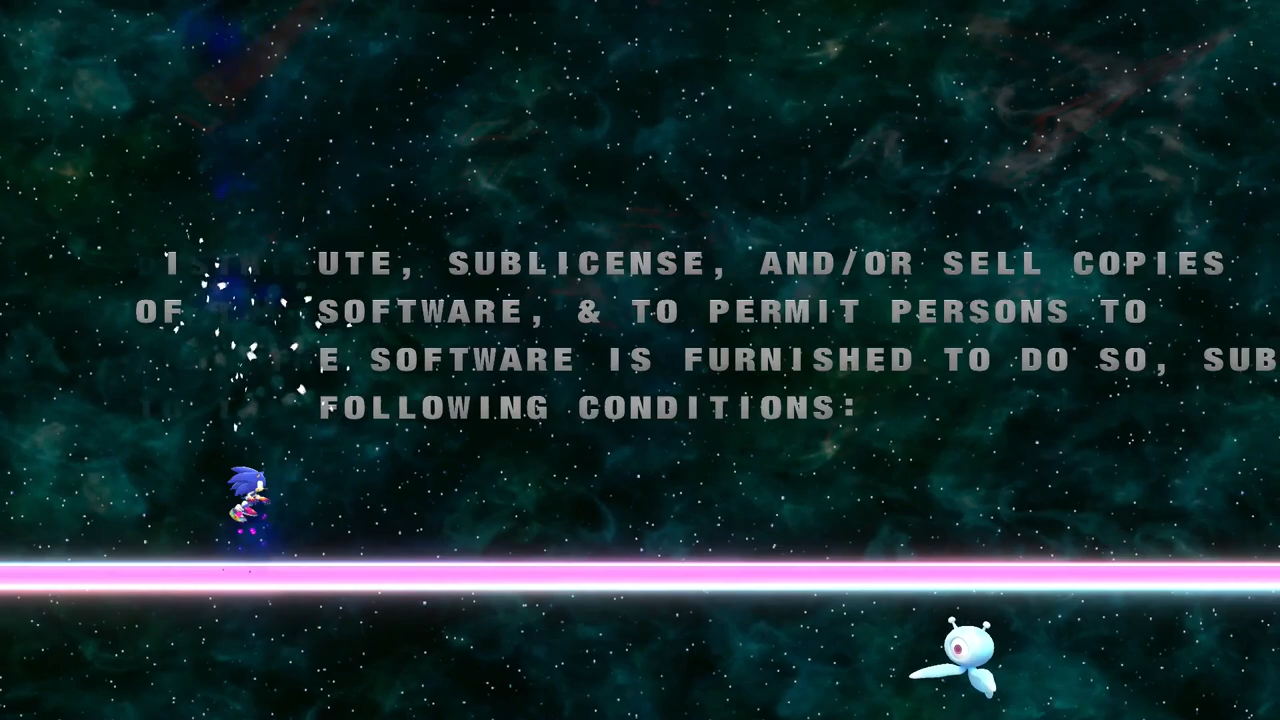 UTE, SUBLICENSE, AND/OR SELL COPIES
OF SOFTWARE, & TO PERMIT PERSONS TO
E SOFTWARE IS FURNISHED TO DO SO, SUB
FOLLOWING CONDITIONS: